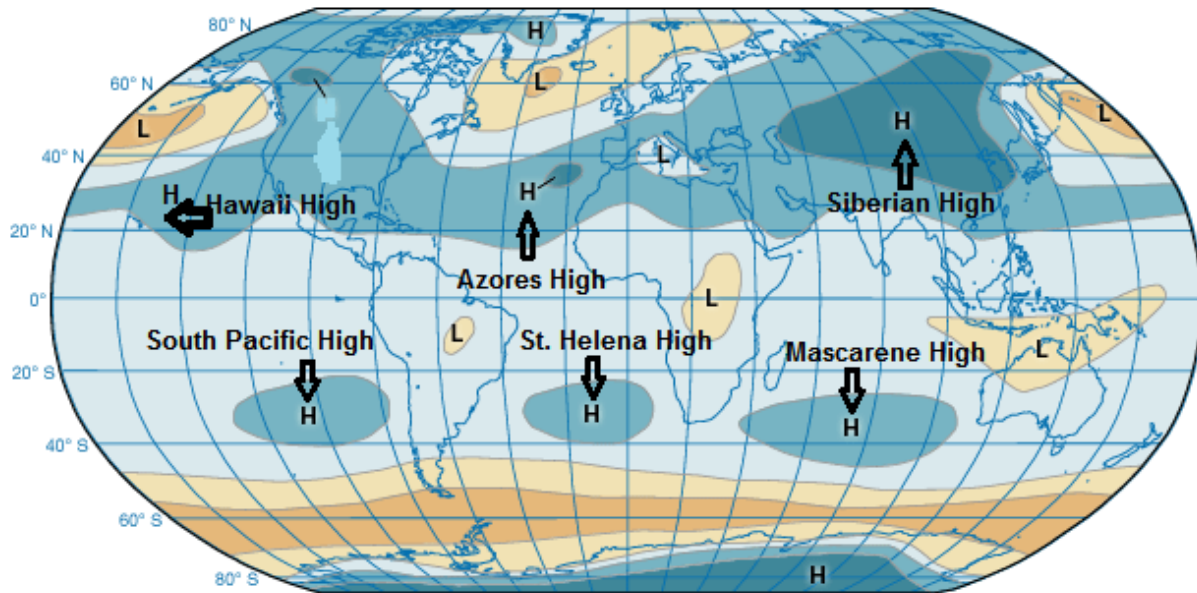 80° N
H
60° N
L
L
L
H
40° N
L
H
H
Hawaii High
Siberian High
20° N
Azores High
0°
L
South Pacific High
L
St. Helena High
Mascarene High
L
20° S
H
H
H
40° S
60° S
80° S
H